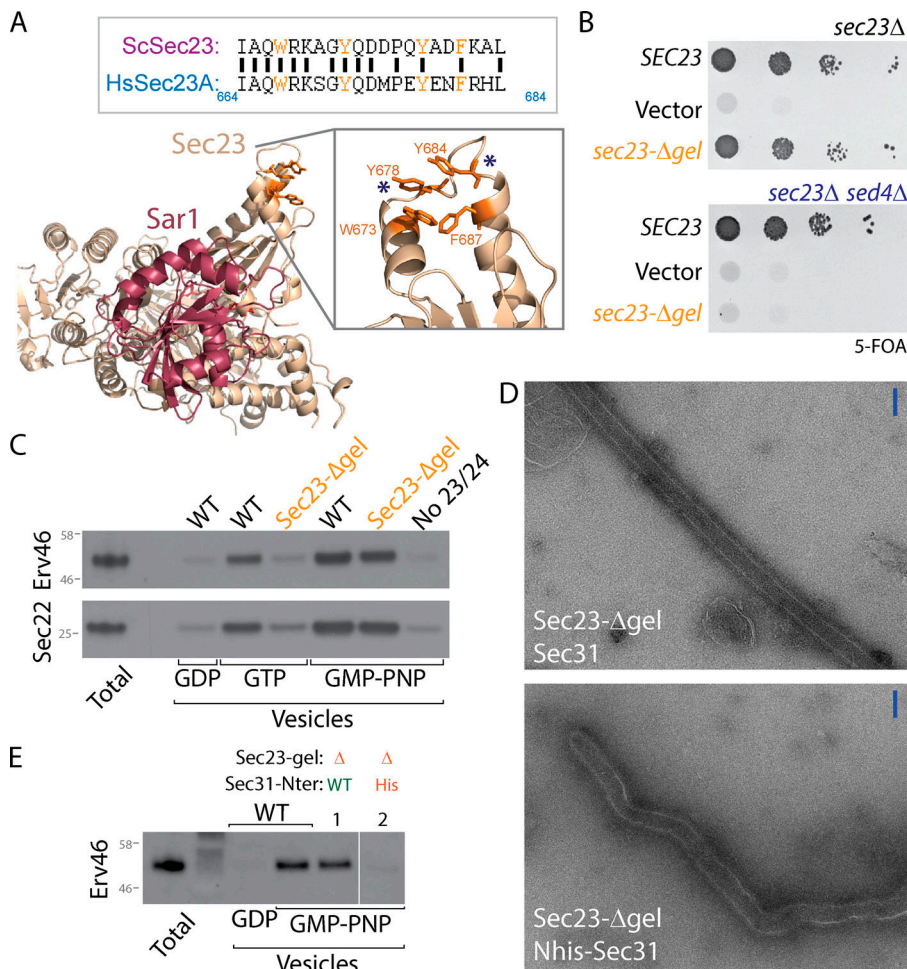 A
ScSec23: IAQWRKAGYQDDPQYADFKAL
HsSec23A: IAQWRKSGYQDMPEYENFRHL
664 684
Sec23
Sar1
Y684
*
Y678
*
W673
F687
B
sec23Δ
SEC23
Vector
sec23-Δgel
sec23Δ sed4Δ
SEC23
Vector
sec23-Δgel
5-FOA
C
WT WT Sec23-Δgel WT Sec23-Δgel No 23/24
Erv46
58
46
Sec22
25
Total
GDP GTP GMP-PNP
Vesicles
D
Sec23-Δgel
Sec31
Sec23-Δgel
Nhis-Sec31
E
Sec23-gel: Δ Δ
Sec31-Nter: WT His
WT 1 2
Erv46
58
46
Total
GDP GMP-PNP
Vesicles